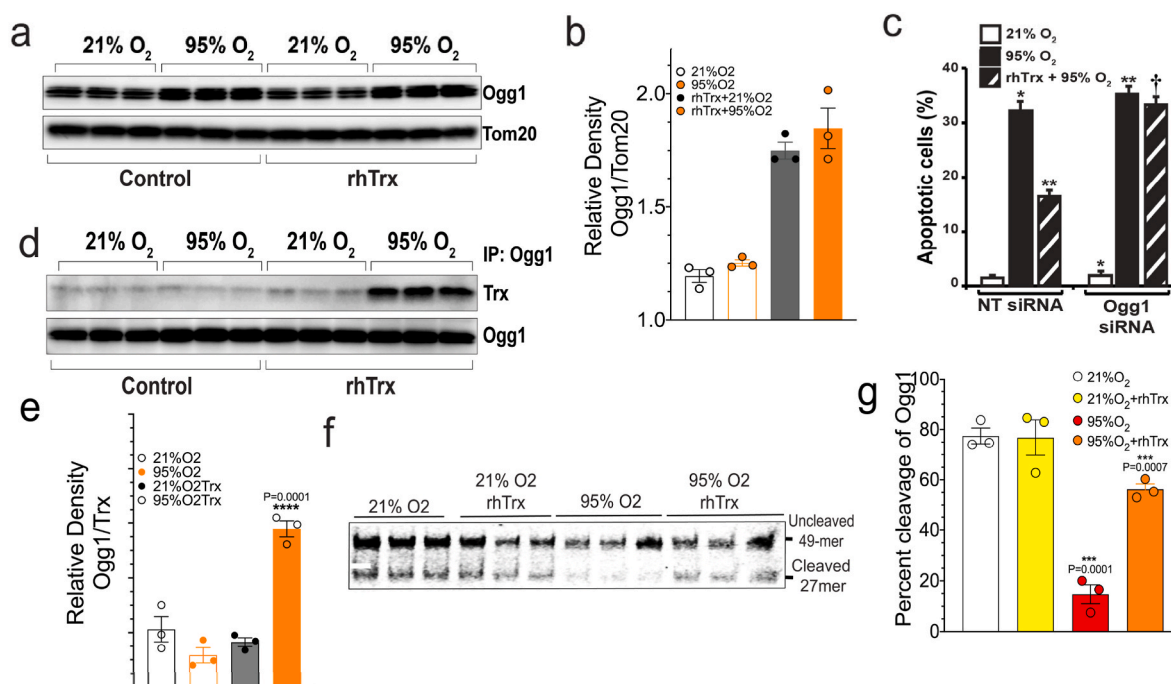 a
21% O2 95% O2 21% O2 95% O2
Ogg1
Tom20
Control rhTrx
b
21%O2
95%O2
rhTrx+21%O2
rhTrx+95%O2
Relative Density
Ogg1/Tom20
2.0
1.5
1.0
c
21% O2
95% O2
rhTrx + 95% O2
Apoptotic cells (%)
40
30
20
10
0
* ** ** † *
NT siRNA Ogg1
siRNA
d
21% O2 95% O2 21% O2 95% O2 IP: Ogg1
Trx
Ogg1
Control rhTrx
e
Relative Density
Ogg1/Trx
21%O2
95%O2
21%O2Trx
95%O2Trx
P=0.0001
****
f
21% O2 21% O2
rhTrx 95% O2 95% O2
rhTrx
Uncleaved
49-mer
Cleaved
27mer
g
Percent cleavage of Ogg1
100
80
60
40
20
0
21%O2
21%O2+rhTrx
95%O2
95%O2+rhTrx
***
P=0.0007
***
P=0.0001